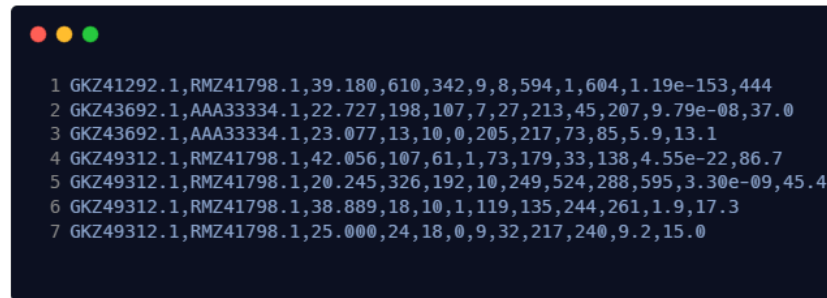 1 GKZ41292.1,RMZ41798.1,39.180,610,342,9,8,594,1,604,1.19e-153,444
2 GKZ43692.1,AAA33334.1,22.727,198,107,7,27,213,45,207,9.79e-08,37.0
3 GKZ43692.1,AAA33334.1,23.077,13,10,0,205,217,73,85,5.9,13.1
4 GKZ49312.1,RMZ41798.1,42.056,107,61,1,73,179,33,138,4.55e-22,86.7
5 GKZ49312.1,RMZ41798.1,20.245,326,192,10,249,524,288,595,3.30e-09,45.4
6 GKZ49312.1,RMZ41798.1,38.889,18,10,1,119,135,244,261,1.9,17.3
7 GKZ49312.1,RMZ41798.1,25.000,24,18,0,9,32,217,240,9.2,15.0